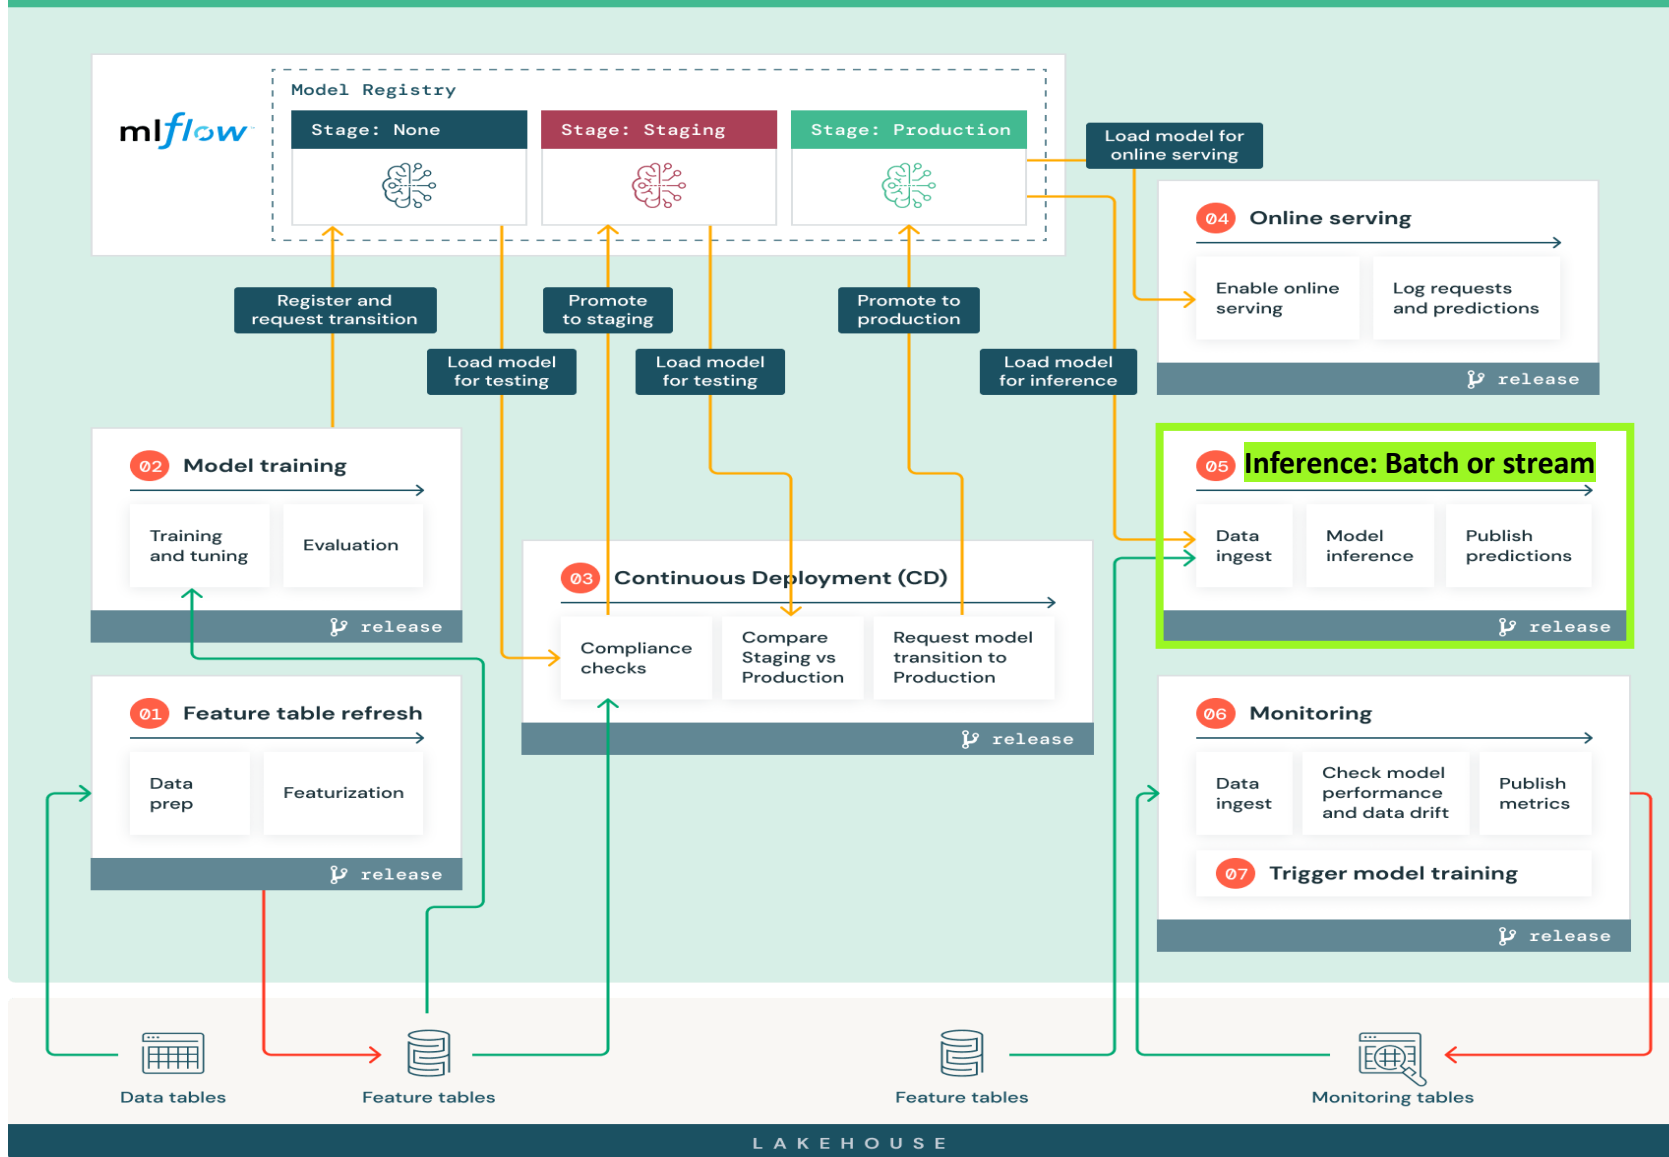 mlflow
Model Registry
Stage: None
Stage: Staging
Stage: Production
Load model for
online serving
Register and
request transition
Promote
to staging
Promote to
production
Load model
for testing
Load model
for testing
Load model
for inference
04 Online serving
Enable online
serving
Log requests
and predictions
release
02 Model training
Training
and tuning
Evaluation
release
05 Inference: Batch or stream
Data
ingest
Model
inference
Publish
predictions
release
03 Continuous Deployment (CD)
Compliance
checks
Compare
Staging vs
Production
Request model
transition to
Production
release
01 Feature table refresh
Data
prep
Featurization
release
06 Monitoring
Data
ingest
Check model
performance
and data drift
Publish
metrics
07 Trigger model training
release
Data tables
Feature tables
Feature tables
Monitoring tables
LAKEHOUSE